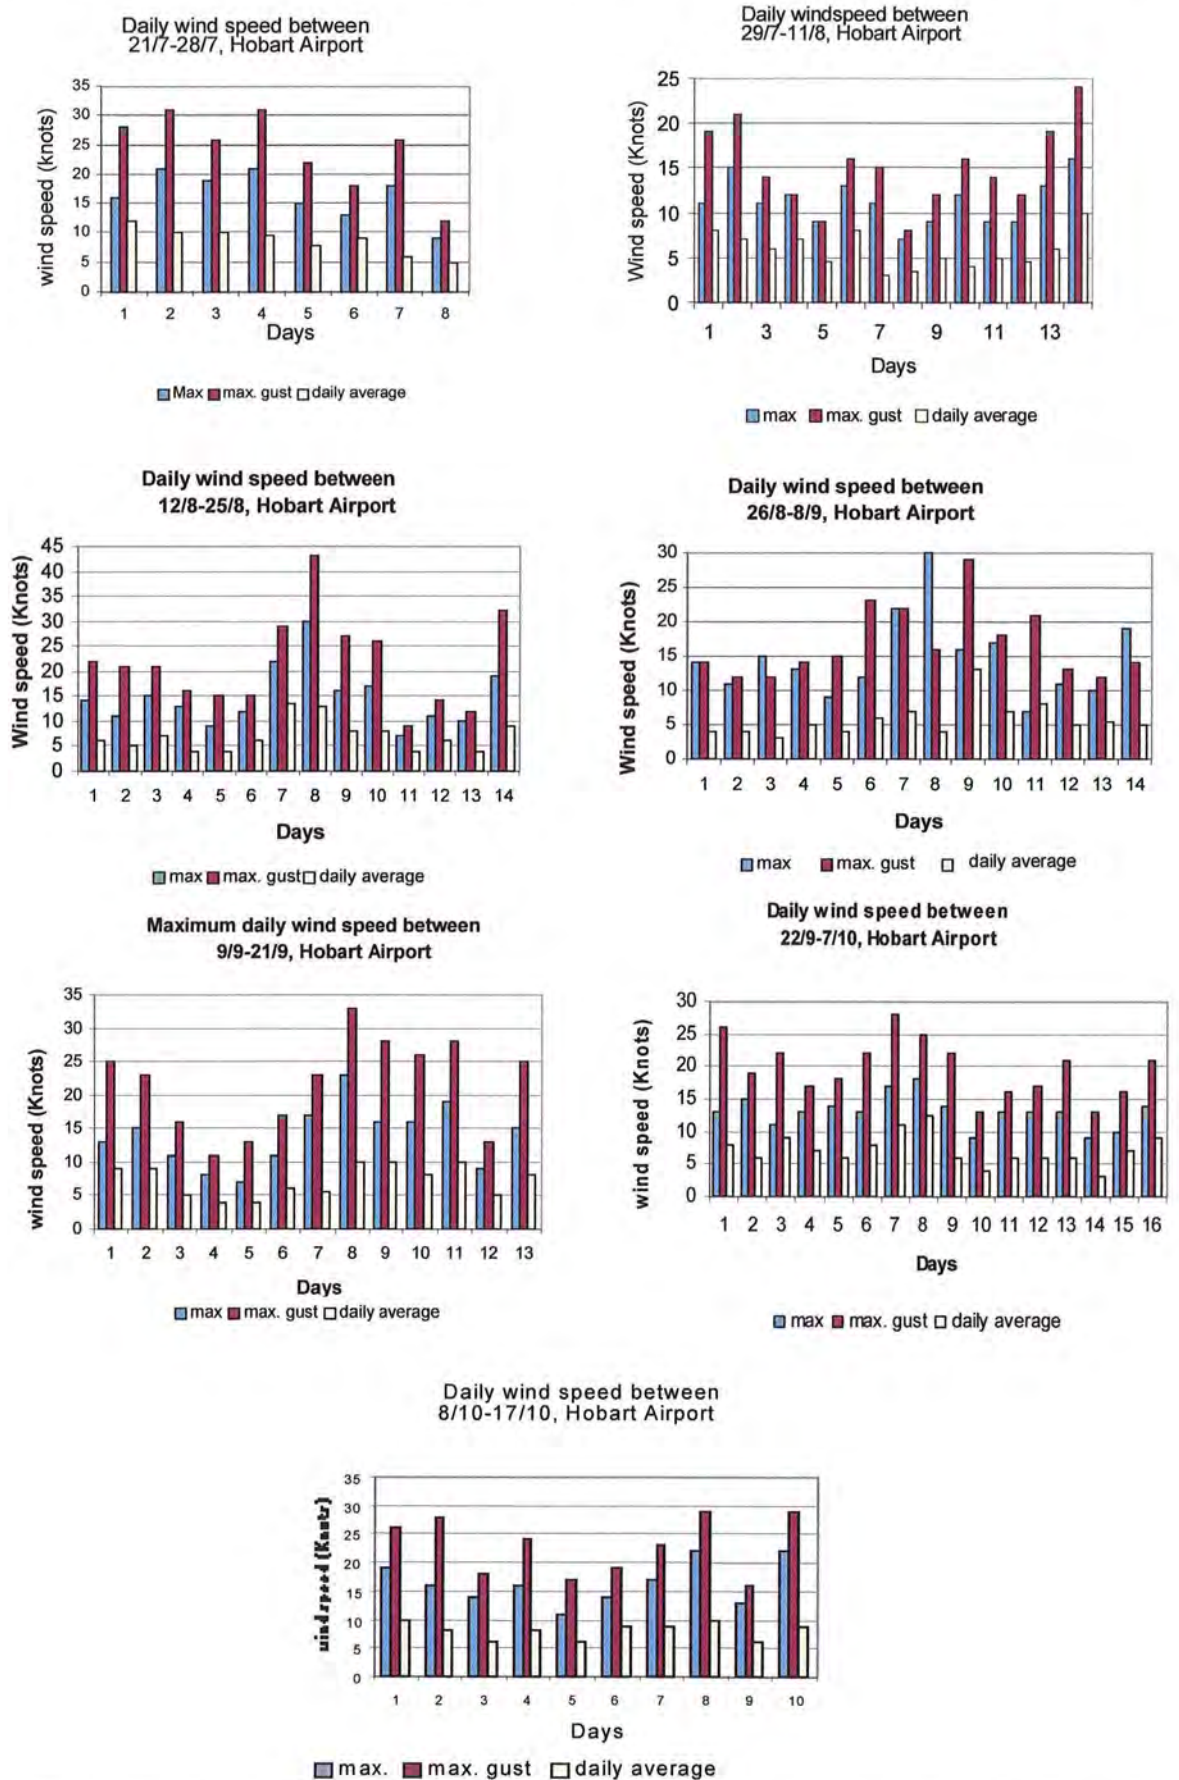 Daily wind speed between
21/7-28/7, Hobart Airport
wind speed (knots)
35
30
25
20
15
10
5
0
1 2 3 4 5 6 7 8
Days
Max max. gust daily average
Daily windspeed between
29/7-11/8, Hobart Airport
Wind speed (Knots)
25
20
15
10
5
0
1 3 5 7 9 11 13
Days
max max. gust daily average
Daily wind speed between
12/8-25/8, Hobart Airport
Wind speed (Knots)
45
40
35
30
25
20
15
10
5
0
1 2 3 4 5 6 7 8 9 10 11 12 13 14
Days
max max. gust daily average
Daily wind speed between
26/8-8/9, Hobart Airport
Wind speed (Knots)
30
25
20
15
10
5
0
1 2 3 4 5 6 7 8 9 10 11 12 13 14
Days
max max. gust daily average
Maximum daily wind speed between
9/9-21/9, Hobart Airport
wind speed (Knots)
35
30
25
20
15
10
5
0
1 2 3 4 5 6 7 8 9 10 11 12 13
Days
max max. gust daily average
Daily wind speed between
22/9-7/10, Hobart Airport
wind speed (Knots)
30
25
20
15
10
5
0
1 2 3 4 5 6 7 8 9 10 11 12 13 14 15 16
Days
max max. gust daily average
Daily wind speed between
8/10-17/10, Hobart Airport
35
30
25
20
15
10
5
0
1 2 3 4 5 6 7 8 9 10
Days
max. max. gust daily average